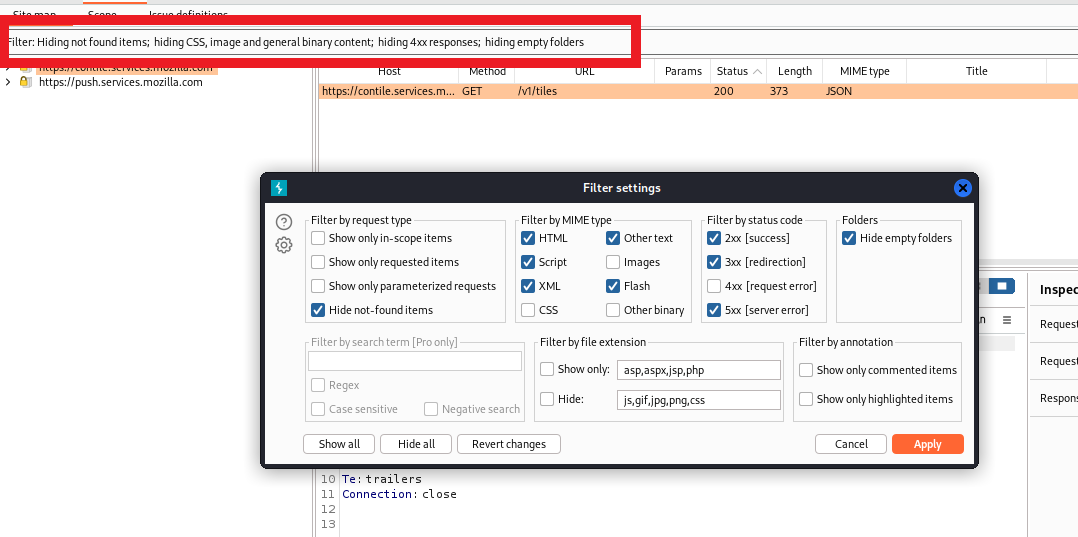 Site map Scope Issue definitions
Filter: Hiding not found items; hiding CSS, image and general binary content; hiding 4xx responses; hiding empty folders
https://contile.services.mozilla.com
https://push.services.mozilla.com
Host Method URL Params Status Length MIME type Title
https://contile.services.m... GET /v1/tiles 200 373 JSON
Filter settings
Filter by request type
Show only in-scope items
Show only requested items
Show only parameterized requests
Hide not-found items
Filter by MIME type
HTML Other text
Script Images
XML Flash
CSS Other binary
Filter by status code
2xx [success]
3xx [redirection]
4xx [request error]
5xx [server error]
Folders
Hide empty folders
Filter by search term [Pro only]
Regex
Case sensitive Negative search
Filter by file extension
Show only: asp,aspx,jsp,php
Hide: js,gif,jpg,png,css
Filter by annotation
Show only commented items
Show only highlighted items
Show all Hide all Revert changes Cancel Apply
Inspec
Reques
Reques
Respon
10 Te: trailers
11 Connection: close
12
13